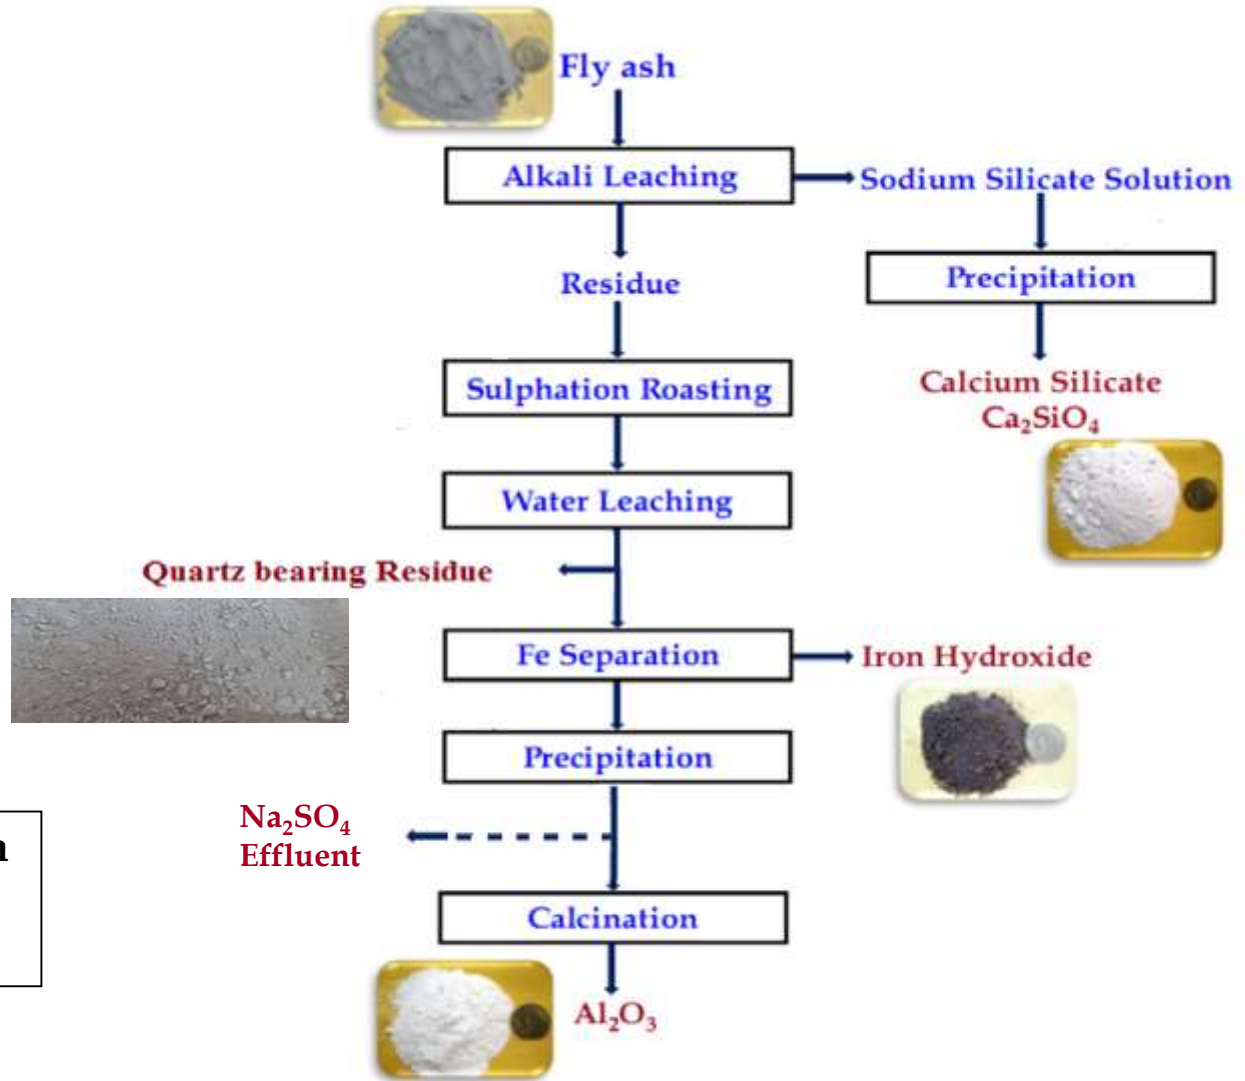 Fly ash
Alkali Leaching
Sodium Silicate Solution
Residue
Precipitation
Sulphation Roasting
Calcium Silicate
Ca₂SiO₄
Water Leaching
Quartz bearing Residue
Fe Separation
Iron Hydroxide
Precipitation
Na₂SO₄
Effluent
Calcination
Al₂O₃